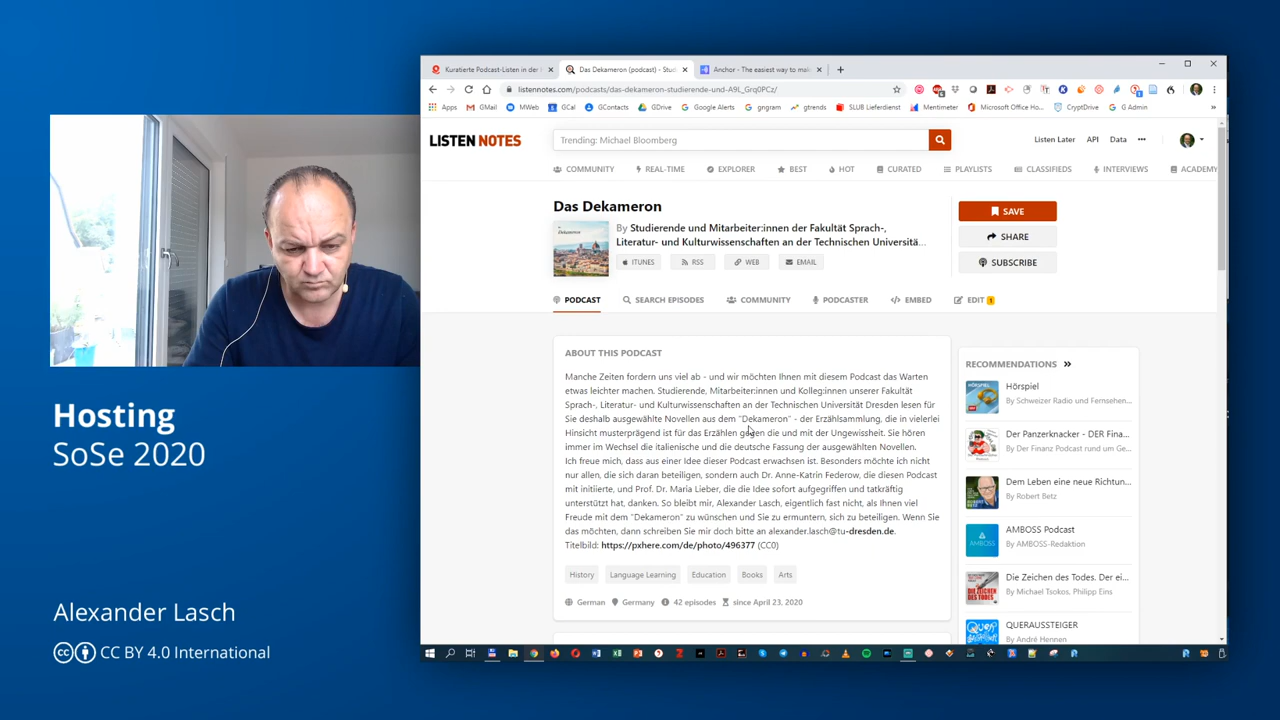 Kuratierte Podcast-Listen in der
Das Dekameron (podcast) - Stud
Anchor - The easiest way to mak
listennotes.com/podcasts/das-dekameron-studierende-und-A9L_Grq0PCz/
Apps
GMail
MWeb
GCal
GContacts
GDrive
Google Alerts
gngram
gtrends
SLUB Lieferdienst
Mentimeter
Microsoft Office Ho...
CryptDrive
G Admin
LISTEN NOTES
Trending: Michael Bloomberg
Listen Later
API
Data
COMMUNITY
REAL-TIME
EXPLORER
BEST
HOT
CURATED
PLAYLISTS
CLASSIFIEDS
INTERVIEWS
ACADEMY
Das Dekameron
By Studierende und Mitarbeiter:innen der Fakultät Sprach-,
Literatur- und Kulturwissenschaften an der Technischen Universitä...
ITUNES
RSS
WEB
EMAIL
SAVE
SHARE
SUBSCRIBE
PODCAST
SEARCH EPISODES
COMMUNITY
PODCASTER
EMBED
EDIT 1
ABOUT THIS PODCAST
Manche Zeiten fordern uns viel ab - und wir möchten Ihnen mit diesem Podcast das Warten
etwas leichter machen. Studierende, Mitarbeiter:innen und Kolleg:innen unserer Fakultät
Sprach-, Literatur- und Kulturwissenschaften an der Technischen Universität Dresden lesen für
Sie deshalb ausgewählte Novellen aus dem "Dekameron" - der Erzählsammlung, die in vielerlei
Hinsicht musterprägend ist für das Erzählen gegen die und mit der Ungewissheit. Sie hören
immer im Wechsel die italienische und die deutsche Fassung der ausgewählten Novellen.
Ich freue mich, dass aus einer Idee dieser Podcast erwachsen ist. Besonders möchte ich nicht
nur allen, die sich daran beteiligen, sondern auch Dr. Anne-Katrin Federow, die diesen Podcast
mit initiierte, und Prof. Dr. Maria Lieber, die die Idee sofort aufgegriffen und tatkräftig
unterstützt hat, danken. So bleibt mir, Alexander Lasch, eigentlich fast nicht, als Ihnen viel
Freude mit dem "Dekameron" zu wünschen und Sie zu ermuntern, sich zu beteiligen. Wenn Sie
das möchten, dann schreiben Sie mir doch bitte an alexander.lasch@tu-dresden.de.
Titelbild: https://pxhere.com/de/photo/496377 (CC0)
History
Language Learning
Education
Books
Arts
German
Germany
42 episodes
since April 23, 2020
RECOMMENDATIONS
Hörspiel
By Schweizer Radio und Fernsehen...
Der Panzerknacker - DER Fina...
By Der Finanz Podcast rund um Ge...
Dem Leben eine neue Richtun...
By Robert Betz
AMBOSS
AMBOSS Podcast
By AMBOSS-Redaktion
Die Zeichen des Todes. Der ei...
By Michael Tsokos, Philipp Eins
QUERAUSSTEIGER
By André Hennen
Hosting
SoSe 2020
Alexander Lasch
CC BY 4.0 International